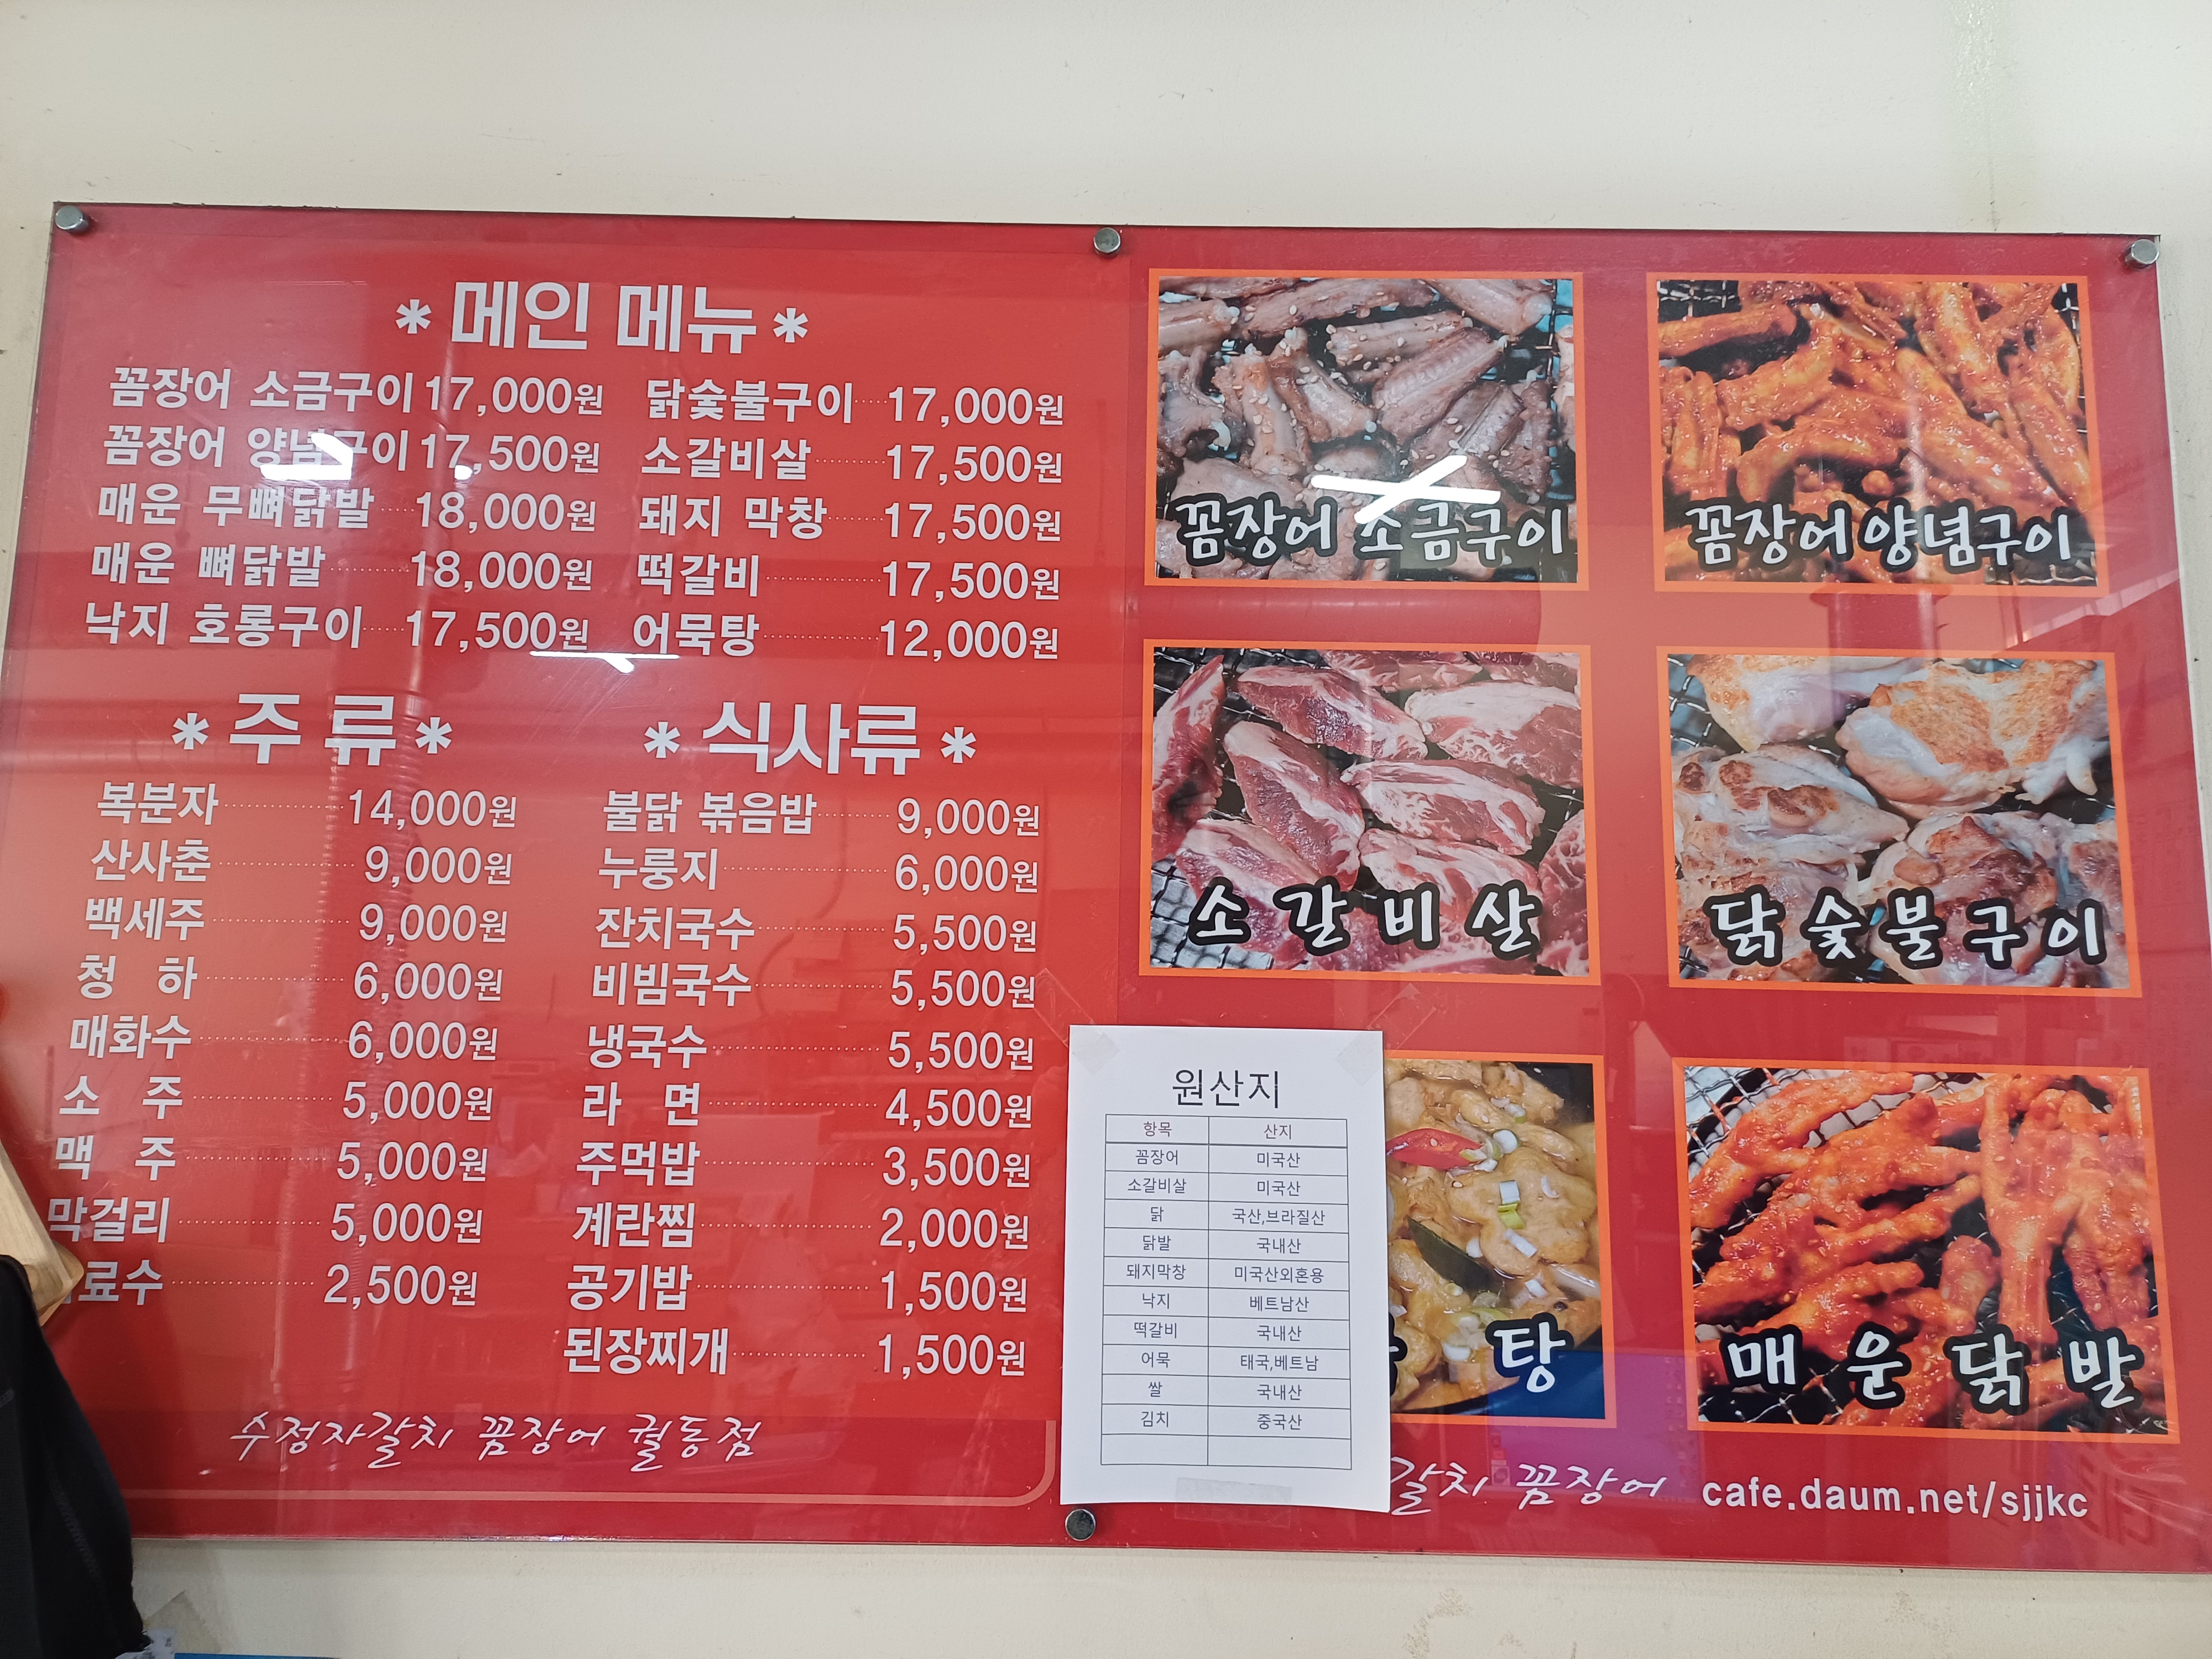 * 메인 메뉴 *
꼼장어 소금구이 17,000원
꼼장어 양념구이 17,500원
매운 무뼈닭발 18,000원
매운 뼈닭발 18,000원
낙지 호롱구이 17,500원
닭숯불구이 17,000원
소갈비살 17,500원
돼지 막창 17,500원
떡갈비 17,500원
어묵탕 12,000원
* 주 류 *
복분자 14,000원
산사춘 9,000원
백세주 9,000원
청 하 6,000원
매화수 6,000원
소 주 5,000원
맥 주 5,000원
막걸리 5,000원
료수 2,500원
* 식사류 *
불닭 볶음밥 9,000원
누룽지 6,000원
잔치국수 5,500원
비빔국수 5,500원
냉국수 5,500원
라 면 4,500원
주먹밥 3,500원
계란찜 2,000원
공기밥 1,500원
된장찌개 1,500원
수정자갈치 꼼장어 궐동점
꼼장어 소금구이
꼼장어양념구이
소갈비살
닭숯불구이
탕
매운닭발
원산지
항목 산지
꼼장어 미국산
소갈비살 미국산
닭 국산,브라질산
닭발 국내산
돼지막창 미국산외혼용
낙지 베트남산
떡갈비 국내산
어묵 태국,베트남
쌀 국내산
김치 중국산
갈치 꼼장어 cafe.daum.net/sjjkc